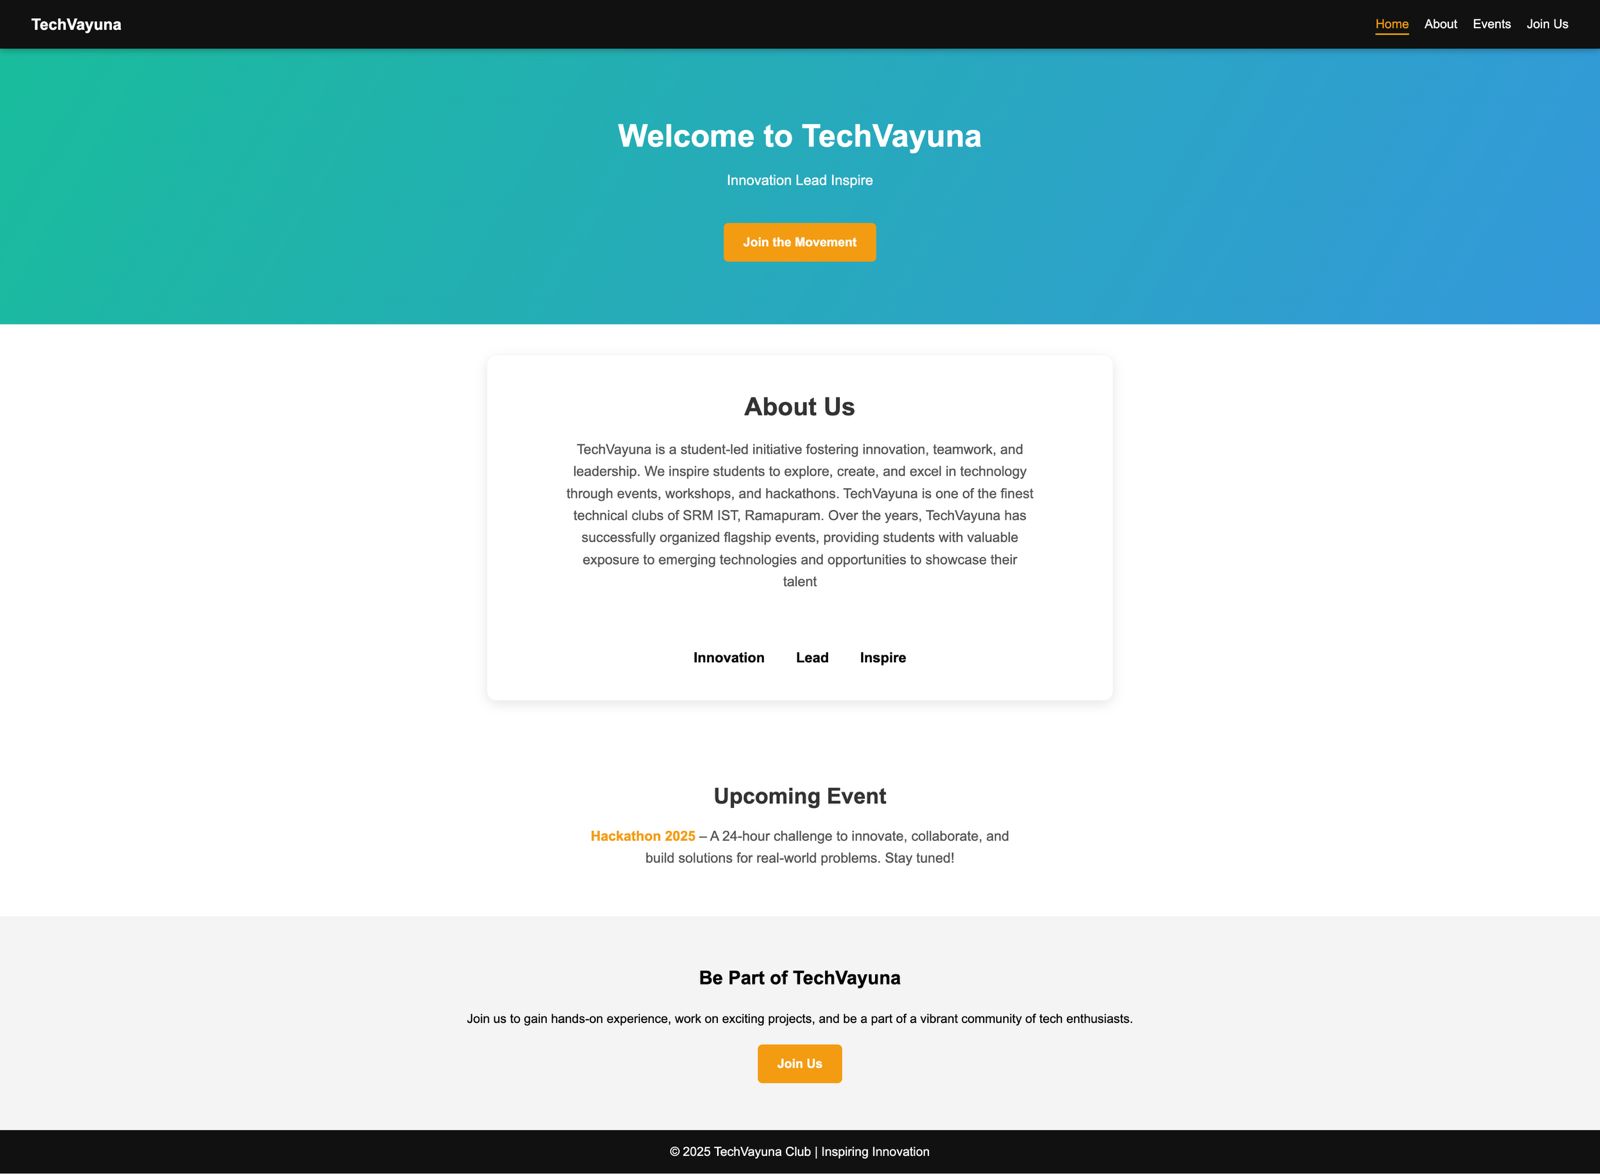 TechVayuna
Home About Events Join Us
Welcome to TechVayuna
Innovation Lead Inspire
Join the Movement
About Us
TechVayuna is a student-led initiative fostering innovation, teamwork, and
leadership. We inspire students to explore, create, and excel in technology
through events, workshops, and hackathons. TechVayuna is one of the finest
technical clubs of SRM IST, Ramapuram. Over the years, TechVayuna has
successfully organized flagship events, providing students with valuable
exposure to emerging technologies and opportunities to showcase their
talent
Innovation Lead Inspire
Upcoming Event
Hackathon 2025 – A 24-hour challenge to innovate, collaborate, and
build solutions for real-world problems. Stay tuned!
Be Part of TechVayuna
Join us to gain hands-on experience, work on exciting projects, and be a part of a vibrant community of tech enthusiasts.
Join Us
© 2025 TechVayuna Club | Inspiring Innovation